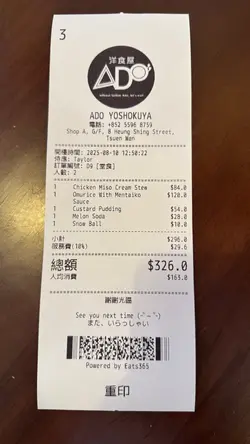 3
洋食屋
ADO's
ADO YOSHOKUYA
電話: +852 5596 8759
Shop A, G/F, 8 Heung Shing Street,
Tsuen Wan
開檯時間: 2025-08-10 12:50:22
侍應: Taylor
訂單編號: D9 [堂食]
人數: 2
1 Chicken Miso Cream Stew $84.0
1 Omurice With Mentaiko Sauce $120.0
1 Custard Pudding $54.0
1 Melon Soda $28.0
1 Snow Ball $10.0
小計 $296.0
服務費(10%) $29.6
總額 $326.0
人均消費 $163.0
謝謝光臨
See you next time
また、いらっしゃい
Powered by Eats365
重印